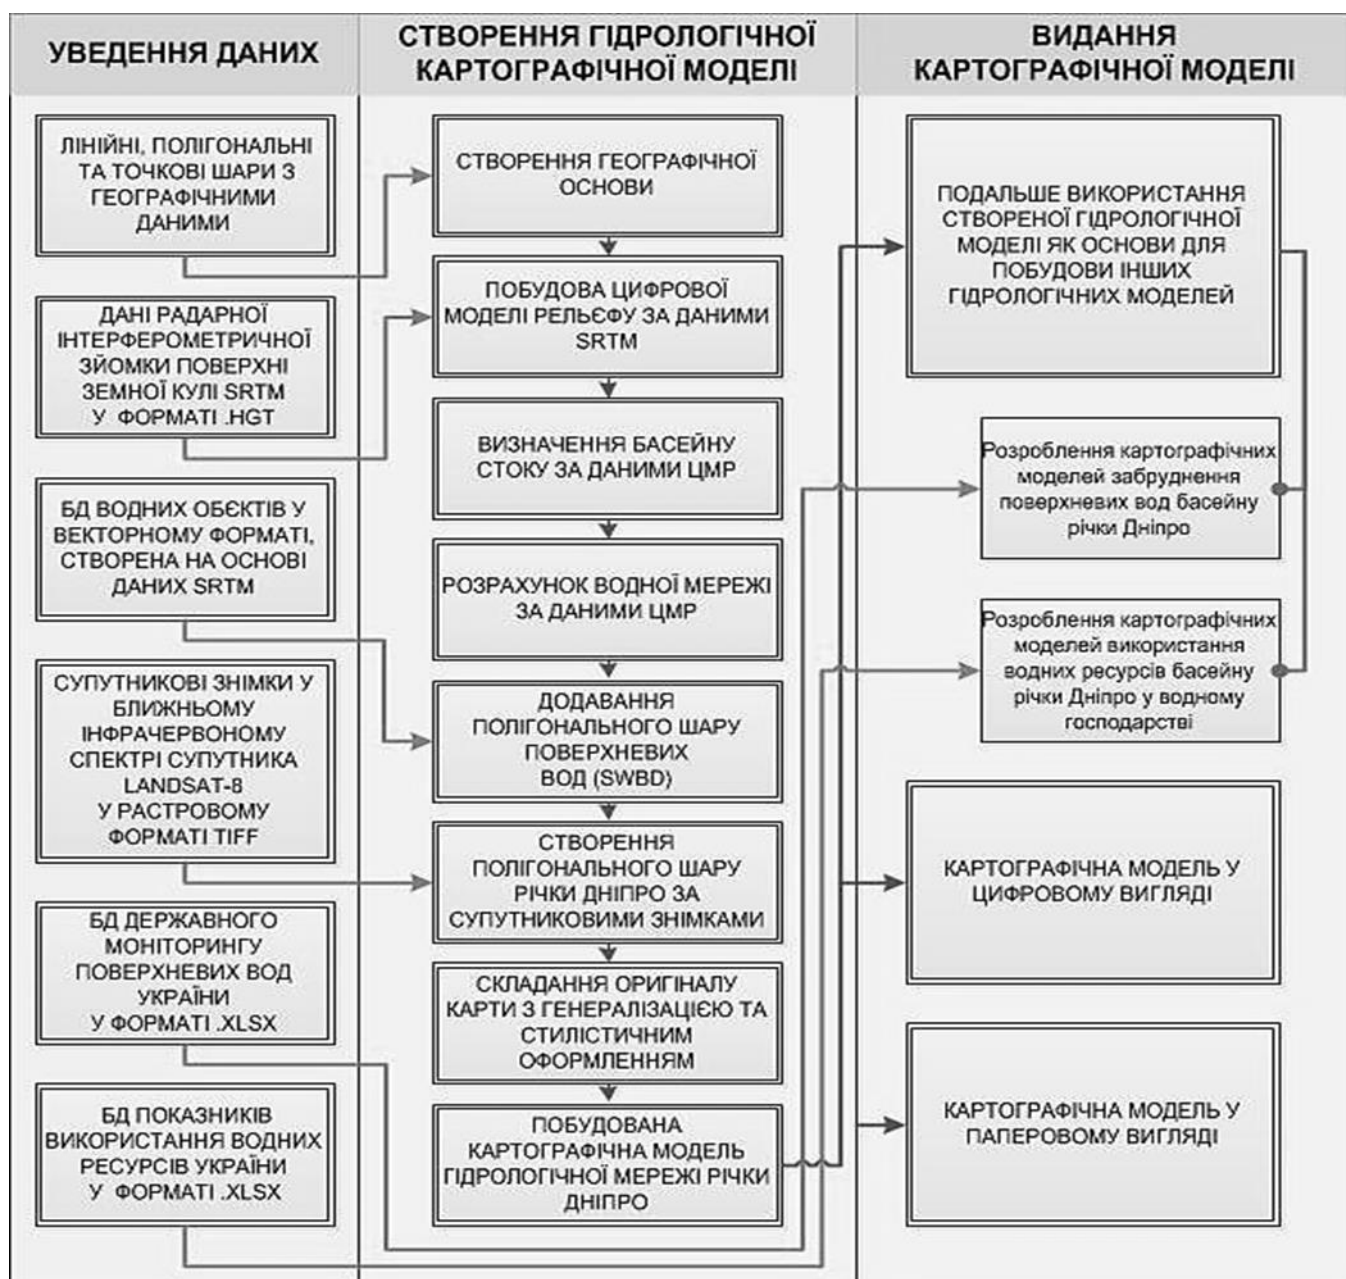 УВЕДЕННЯ ДАНИХ
СТВОРЕННЯ ГІДРОЛОГІЧНОЇ
КАРТОГРАФІЧНОЇ МОДЕЛІ
ВИДАННЯ
КАРТОГРАФІЧНОЇ МОДЕЛІ
ЛІНІЙНІ, ПОЛІГОНАЛЬНІ
ТА ТОЧКОВІ ШАРИ З
ГЕОГРАФІЧНИМИ
ДАНИМИ
ДАНІ РАДАРНОЇ
ІНТЕРФЕРОМЕТРИЧНОЇ
ЗЙОМКИ ПОВЕРХНІ
ЗЕМНОЇ КУЛІ SRTM
У ФОРМАТІ .HGT
БД ВОДНИХ ОБЄКТІВ У
ВЕКТОРНОМУ ФОРМАТІ,
СТВОРЕНА НА ОСНОВІ
ДАНИХ SRTM
СУПУТНИКОВІ ЗНІМКИ У
БЛИЖНЬОМУ
ІНФРАЧЕРВОНОМУ
СПЕКТРІ СУПУТНИКА
LANDSAT-8
У РАСТРОВОМУ
ФОРМАТІ TIFF
БД ДЕРЖАВНОГО
МОНІТОРИНГУ
ПОВЕРХНЕВИХ ВОД
УКРАЇНИ
У ФОРМАТІ .XLSX
БД ПОКАЗНИКІВ
ВИКОРИСТАННЯ ВОДНИХ
РЕСУРСІВ УКРАЇНИ
У ФОРМАТІ .XLSX
СТВОРЕННЯ ГЕОГРАФІЧНОЇ
ОСНОВИ
ПОБУДОВА ЦИФРОВОЇ
МОДЕЛІ РЕЛЬЄФУ ЗА ДАНИМИ
SRTM
ВИЗНАЧЕННЯ БАСЕЙНУ
СТОКУ ЗА ДАНИМИ ЦМР
РОЗРАХУНОК ВОДНОЇ МЕРЕЖІ
ЗА ДАНИМИ ЦМР
ДОДАВАННЯ
ПОЛІГОНАЛЬНОГО ШАРУ
ПОВЕРХНЕВИХ
ВОД (SWBD)
СТВОРЕННЯ
ПОЛІГОНАЛЬНОГО ШАРУ
РІЧКИ ДНІПРО ЗА
СУПУТНИКОВИМИ ЗНІМКАМИ
СКЛАДАННЯ ОРИГІНАЛУ
КАРТИ З ГЕНЕРАЛІЗАЦІЄЮ ТА
СТИЛІСТИЧНИМ
ОФОРМЛЕННЯМ
ПОБУДОВАНА
КАРТОГРАФІЧНА МОДЕЛЬ
ГІДРОЛОГІЧНОЇ МЕРЕЖІ РІЧКИ
ДНІПРО
ПОДАЛЬШЕ ВИКОРИСТАННЯ
СТВОРЕНОЇ ГІДРОЛОГІЧНОЇ
МОДЕЛІ ЯК ОСНОВИ ДЛЯ
ПОБУДОВИ ІНШИХ
ГІДРОЛОГІЧНИХ МОДЕЛЕЙ
Розроблення картографічних
моделей забруднення
поверхневих вод басейну
річки Дніпро
Розроблення картографічних
моделей використання
водних ресурсів басейну
річки Дніпро у водному
господарстві
КАРТОГРАФІЧНА МОДЕЛЬ У
ЦИФРОВОМУ ВИГЛЯДІ
КАРТОГРАФІЧНА МОДЕЛЬ У
ПАПЕРОВОМУ ВИГЛЯДІ